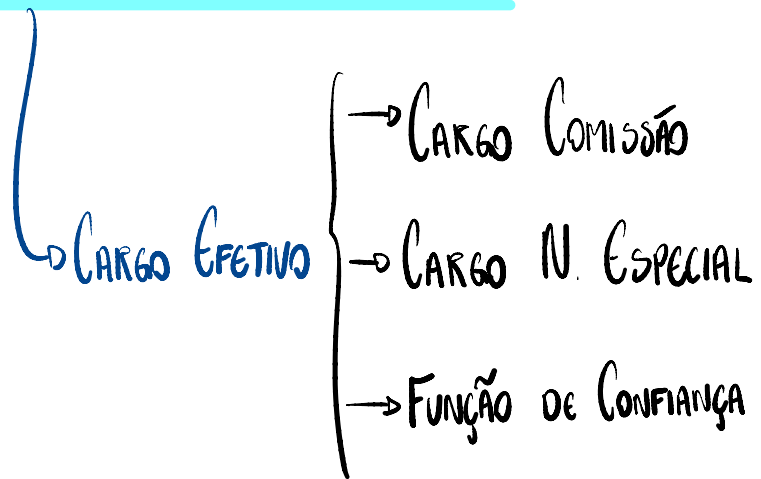 CARGO COMISSÃO
CARGO EFETIVO
CARGO N. ESPECIAL
FUNÇÃO DE CONFIANÇA